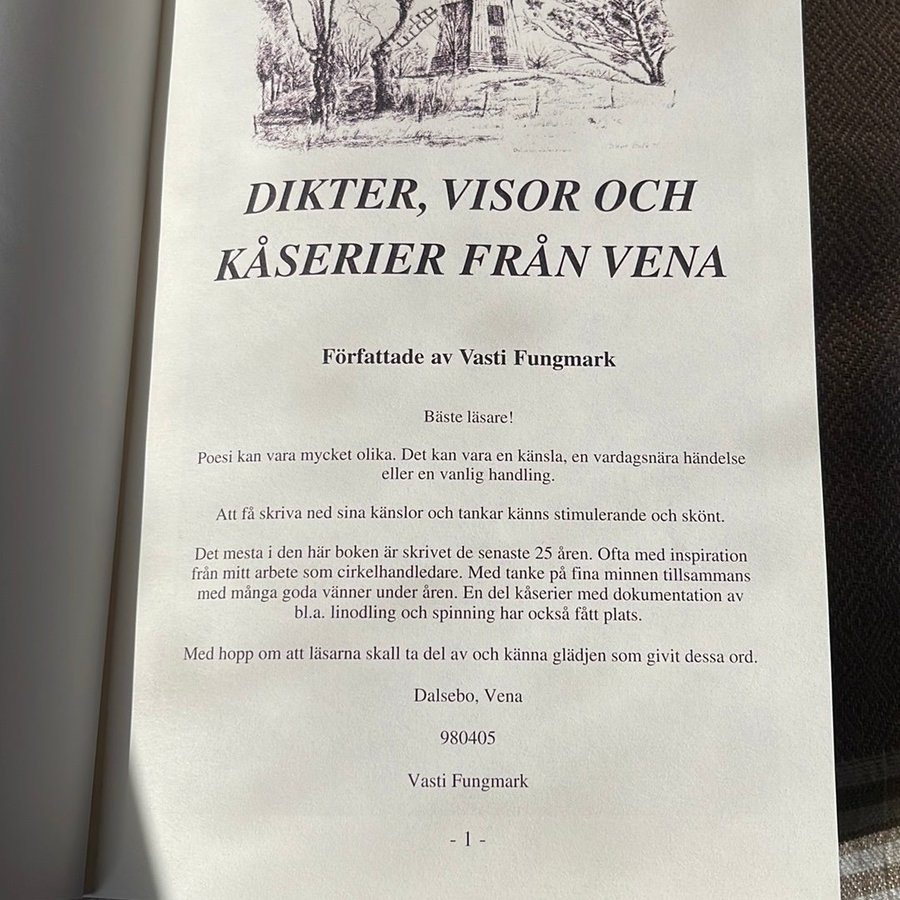 DIKTER, VISOR OCH
KÅSERIER FRÅN VENA
Författade av Vasti Fungmark
Bäste läsare!
Poesi kan vara mycket olika. Det kan vara en känsla, en vardagsnära händelse
eller en vanlig handling.
Att få skriva ned sina känslor och tankar känns stimulerande och skönt.
Det mesta i den här boken är skrivet de senaste 25 åren. Ofta med inspiration
från mitt arbete som cirkelhandledare. Med tanke på fina minnen tillsammans
med många goda vänner under åren. En del kåserier med dokumentation av
bl.a. linodling och spinning har också fått plats.
Med hopp om att läsarna skall ta del av och känna glädjen som givit dessa ord.
Dalsebo, Vena
980405
Vasti Fungmark
- 1 -